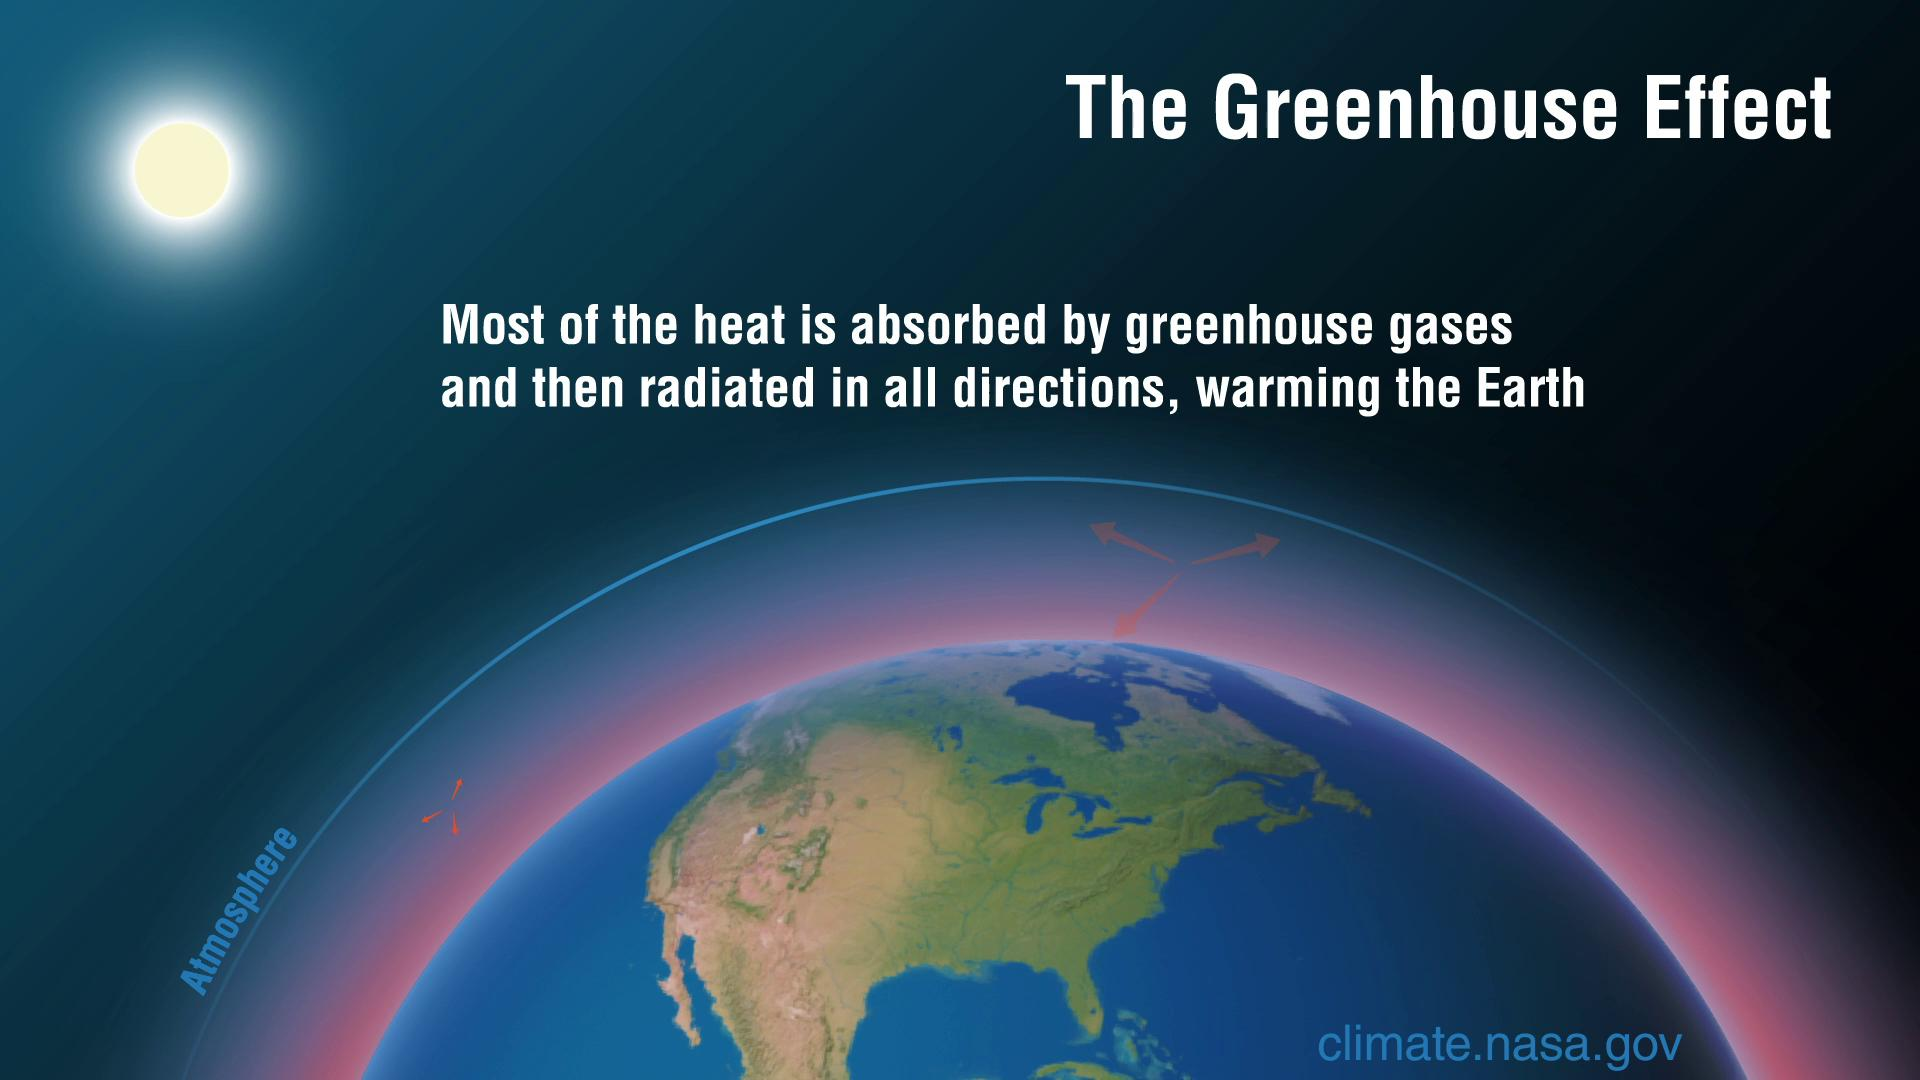 The Greenhouse Effect
Most of the heat is absorbed by greenhouse gases
and then radiated in all directions, warming the Earth
Atmosphere
climate.nasa.gov